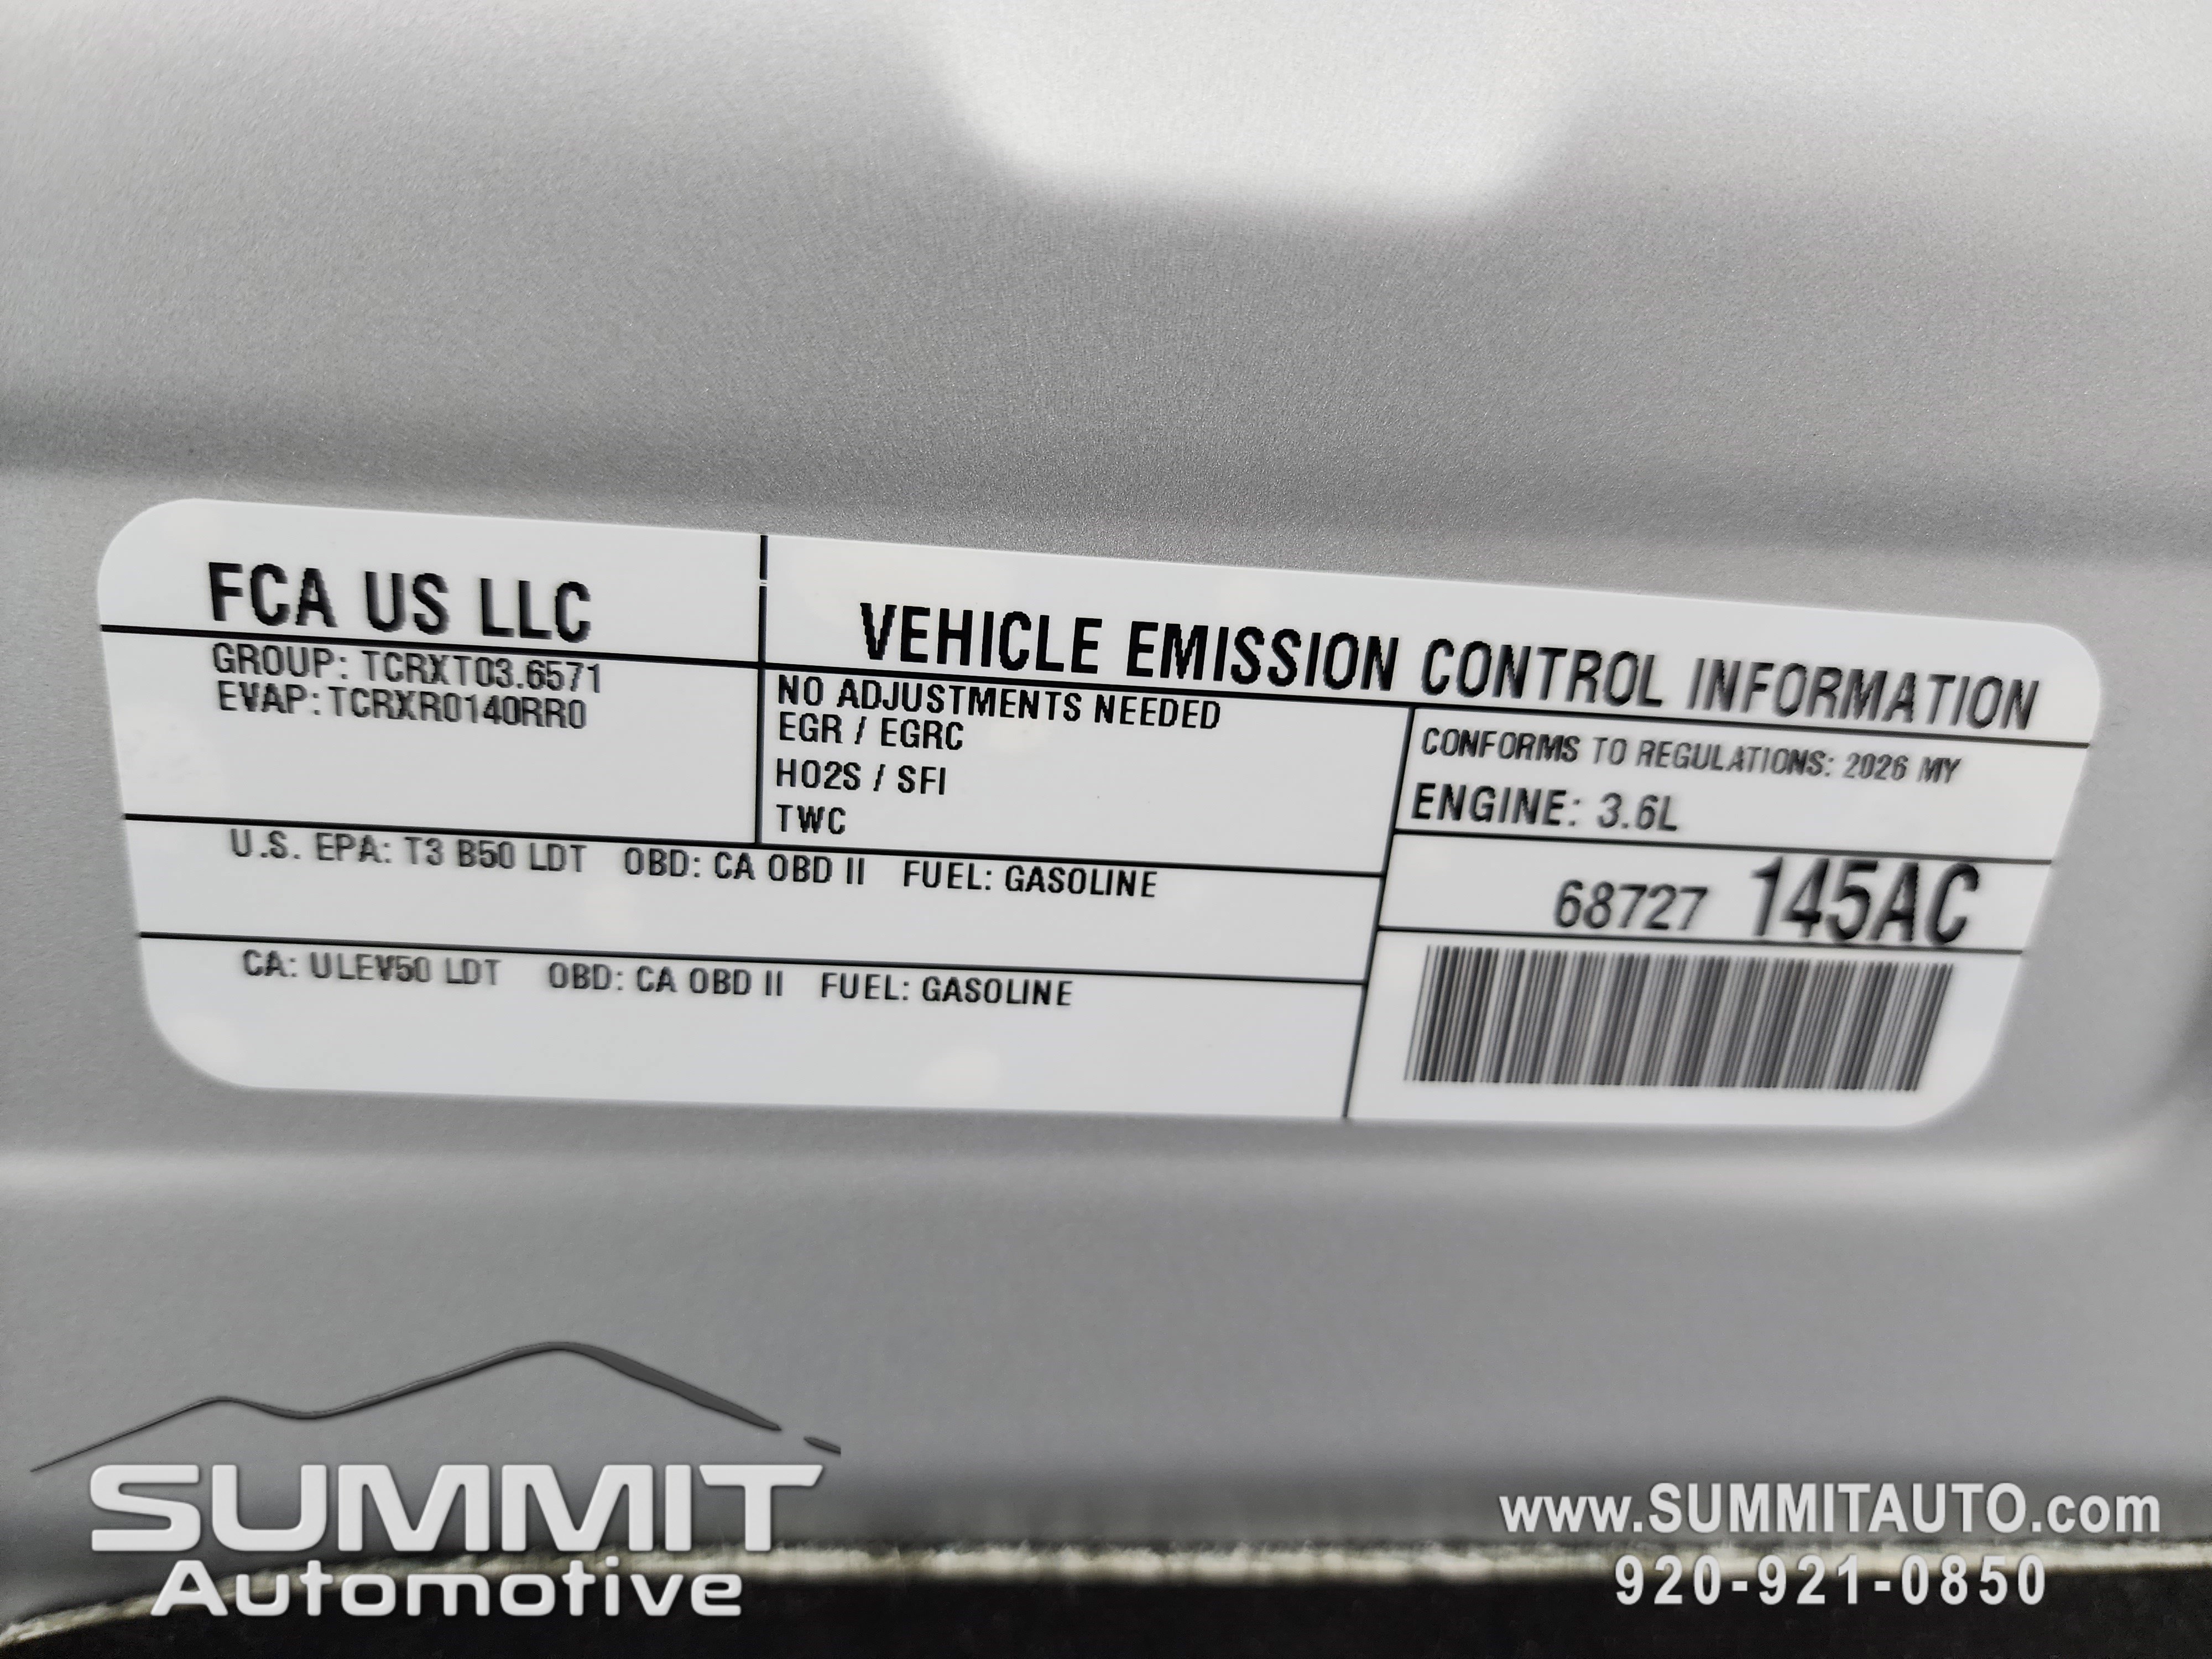 FCA US LLC
VEHICLE EMISSION CONTROL INFORMATION
GROUP: TCRXT03.6571
EVAP: TCRXR0140RR0
NO ADJUSTMENTS NEEDED
EGR / EGRC
HO2S / SFI
TWC
CONFORMS TO REGULATIONS: 2026 MY
ENGINE: 3.6L
U.S. EPA: T3 B50 LDT OBD: CA OBD II FUEL: GASOLINE
68727 145AC
CA: ULEV50 LDT OBD: CA OBD II FUEL: GASOLINE
SUMMIT
Automotive
www.SUMMITAUTO.com
920-921-0850